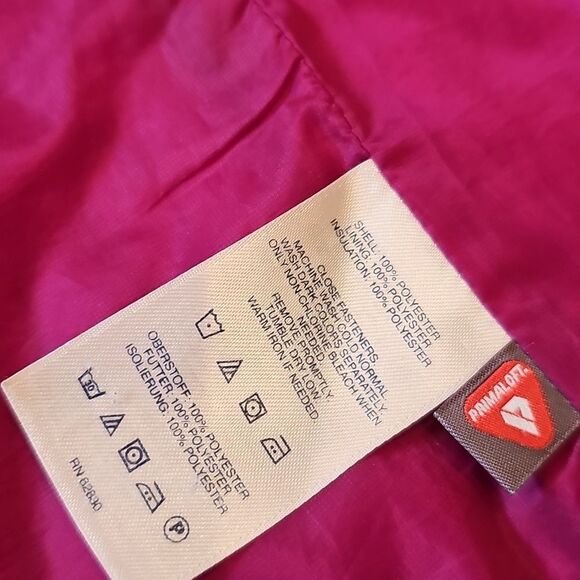 SHELL: 100% POLYESTER
LINING: 100% POLYESTER
INSULATION: 100% POLYESTER
CLOSE FASTENERS
MACHINE WASH COLD NORMAL
WASH DARK COLORS SEPARATELY.
ONLY NON-CHLORINE BLEACH WHEN
NEEDED
REMOVE PROMPTLY
TUMBLE DRY LOW
WARM IRON IF NEEDED.
OBERSTOFF: 100% POLYESTER
FUTTER: 100% POLYESTER
ISOLIERUNG: 100% POLYESTER
P
RN 62830
PRIMALOFT